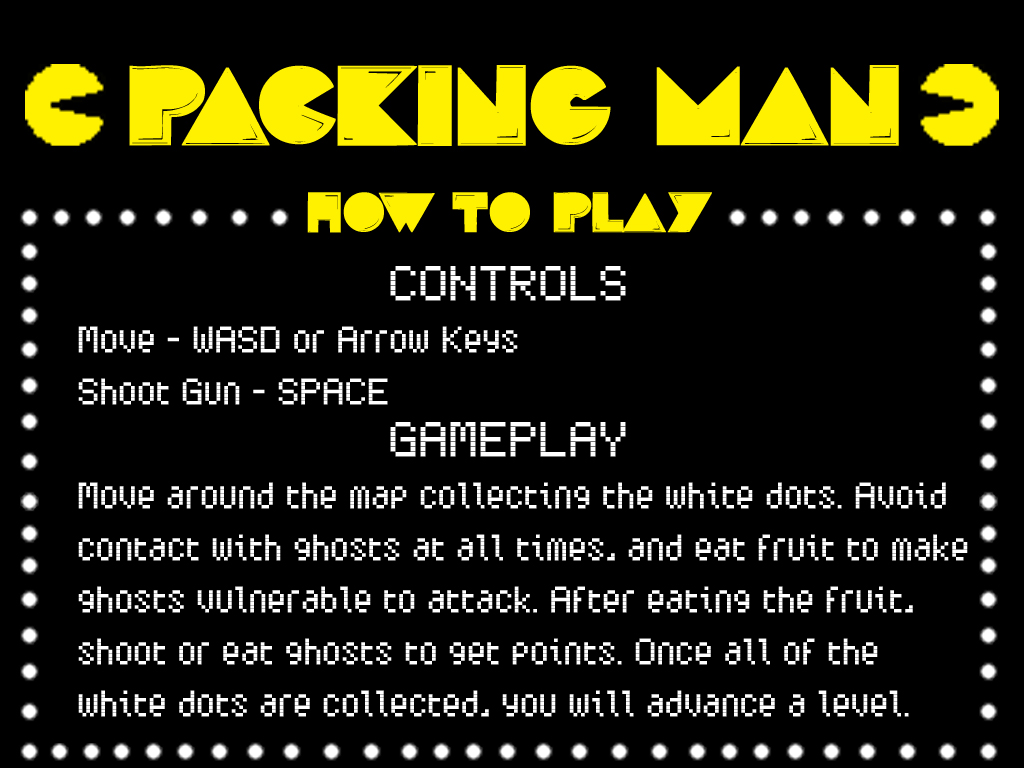 PACKING MAN
HOW TO PLAY
CONTROLS
Move - WASD or Arrow Keys
Shoot Gun - SPACE
GAMEPLAY
Move around the map collecting the white dots. Avoid
contact with ghosts at all times, and eat fruit to make
ghosts vulnerable to attack. After eating the fruit,
shoot or eat ghosts to get points. Once all of the
white dots are collected, you will advance a level.